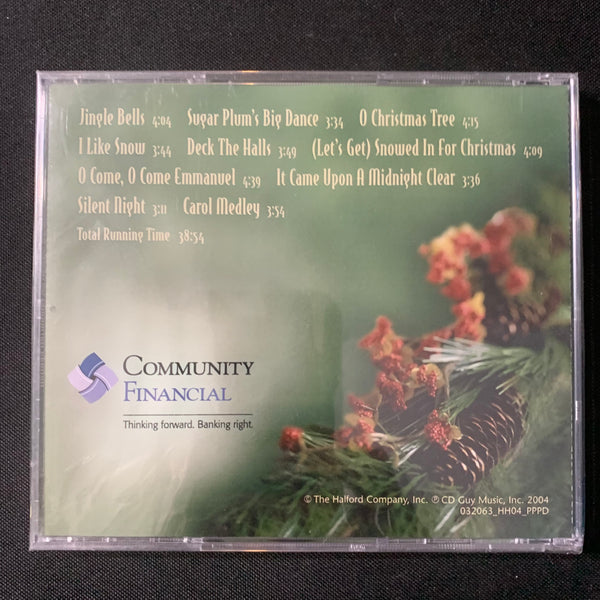 Jingle Bells 4:04 Sugar Plum's Big Dance 3:34 O Christmas Tree 4:15
I Like Snow 3:44 Deck The Halls 3:49 (Let's Get) Snowed In For Christmas 4:09
O Come, O Come Emmanuel 4:39 It Came Upon A Midnight Clear 3:36
Silent Night 3:11 Carol Medley 3:54
Total Running Time 38:54
COMMUNITY
FINANCIAL
Thinking forward. Banking right.
© The Halford Company, Inc. ℗ CD Guy Music, Inc. 2004
032063_HH04_PPPD